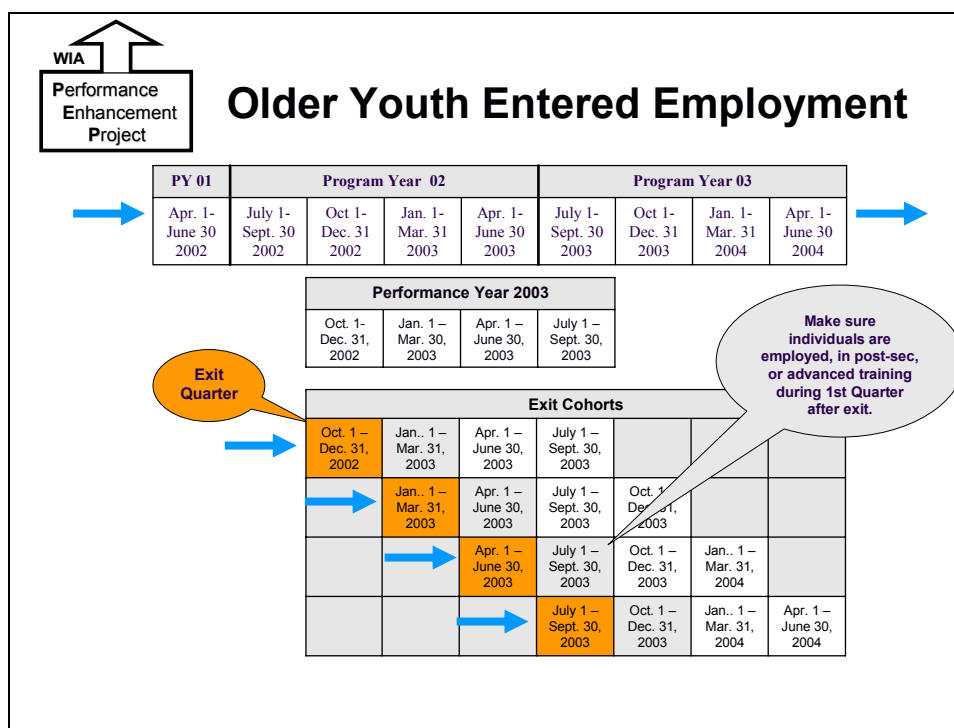 WIA
Performance
Enhancement
Project
Older Youth Entered Employment
PY 01
Program Year 02
Program Year 03
Apr. 1-
June 30
2002
July 1-
Sept. 30
2002
Oct 1-
Dec. 31
2002
Jan. 1-
Mar. 31
2003
Apr. 1-
June 30
2003
July 1-
Sept. 30
2003
Oct 1-
Dec. 31
2003
Jan. 1-
Mar. 31
2004
Apr. 1-
June 30
2004
Performance Year 2003
Oct. 1-
Dec. 31,
2002
Jan. 1 –
Mar. 30,
2003
Apr. 1 –
June 30,
2003
July 1 –
Sept. 30,
2003
Make sure
individuals are
employed, in post-sec,
or advanced training
during 1st Quarter
after exit.
Exit
Quarter
Exit Cohorts
Oct. 1 –
Dec. 31,
2002
Jan.. 1 –
Mar. 31,
2003
Apr. 1 –
June 30,
2003
July 1 –
Sept. 30,
2003
Jan.. 1 –
Mar. 31,
2003
Apr. 1 –
June 30,
2003
July 1 –
Sept. 30,
2003
Oct. 1 –
Dec. 31,
2003
Apr. 1 –
June 30,
2003
July 1 –
Sept. 30,
2003
Oct. 1 –
Dec. 31,
2003
Jan.. 1 –
Mar. 31,
2004
July 1 –
Sept. 30,
2003
Oct. 1 –
Dec. 31,
2003
Jan.. 1 –
Mar. 31,
2004
Apr. 1 –
June 30,
2004